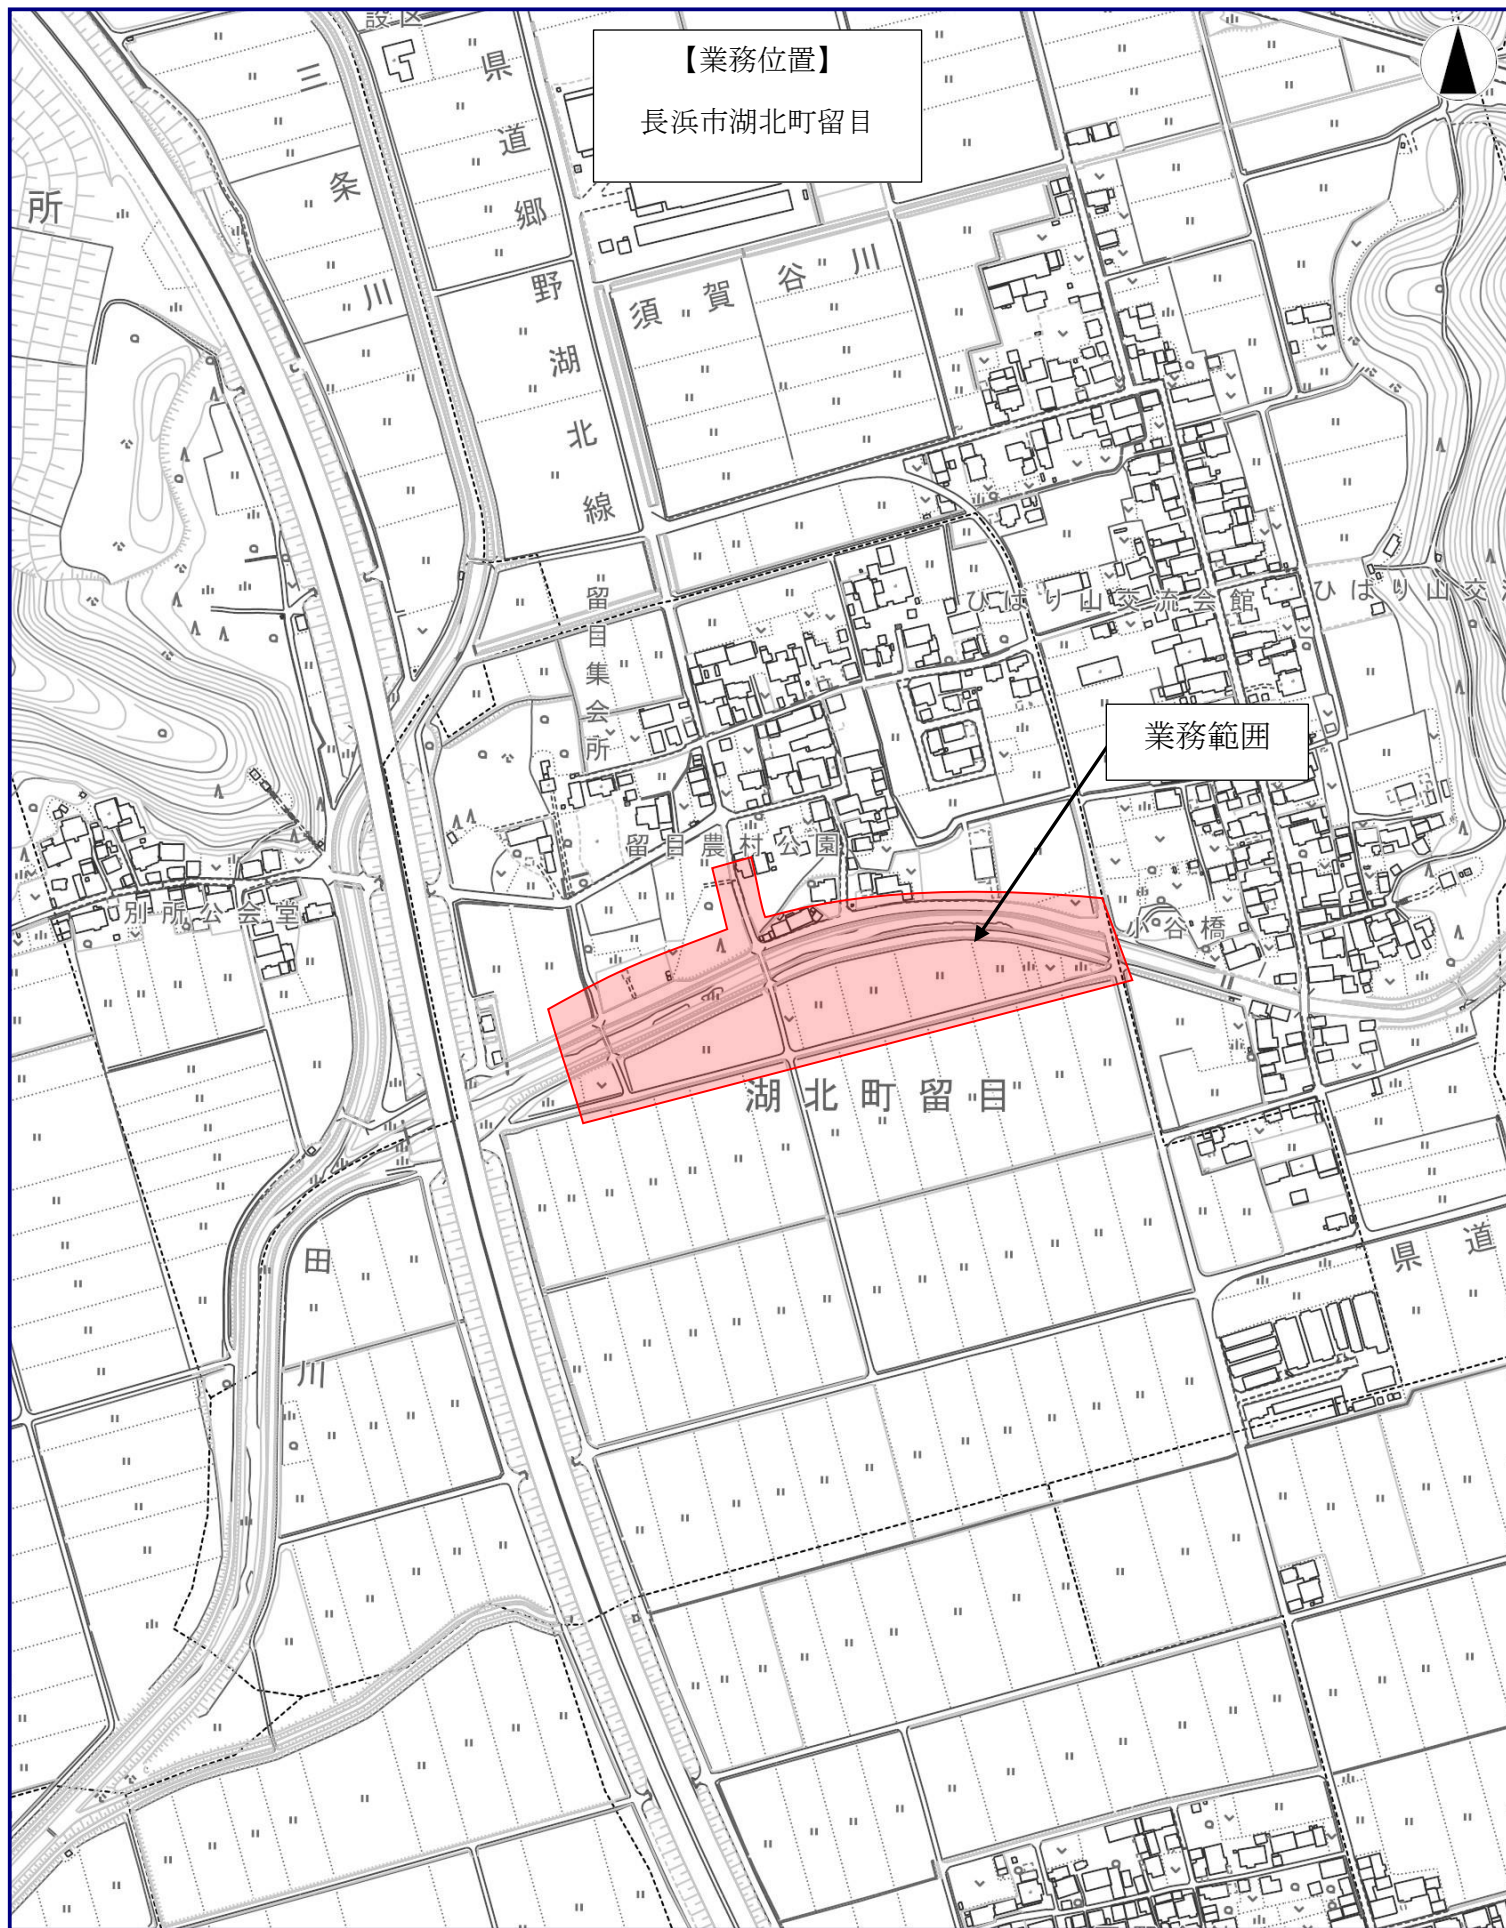 設区
【業務位置】
長浜市湖北町留目
三条川
県道郷野湖北線
所
須賀谷川
留目集会所
ひばり山交流会館
ひばり山交
業務範囲
留目農村公園
別所公会堂
小谷橋
湖北町留目
田川
県道